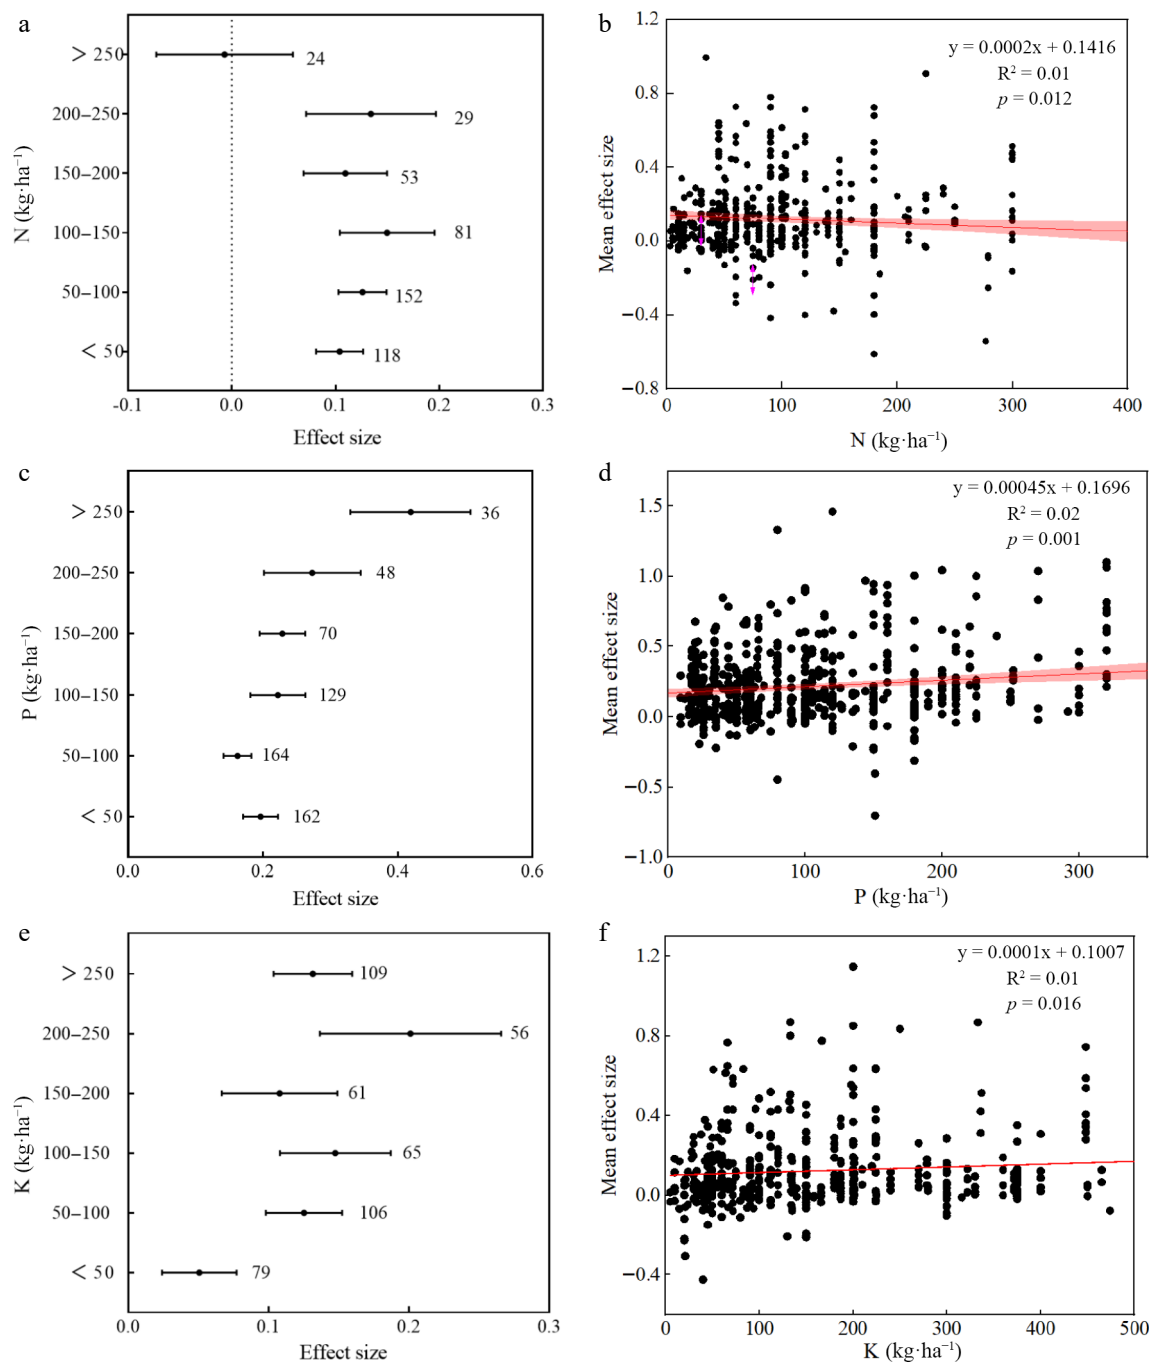 a
> 250
24
200–250
29
150–200
53
100–150
81
50–100
152
< 50
118
N (kg·ha⁻¹)
-0.1 0.0 0.1 0.2 0.3
Effect size
b
1.2
0.8
0.4
0.0
−0.4
−0.8
Mean effect size
y = 0.0002x + 0.1416
R² = 0.01
p = 0.012
0 100 200 300 400
N (kg·ha⁻¹)
c
> 250
36
200–250
48
150–200
70
100–150
129
50–100
164
< 50
162
P (kg·ha⁻¹)
0.0 0.2 0.4 0.6
Effect size
d
1.5
1.0
0.5
0.0
−0.5
−1.0
Mean effect size
y = 0.00045x + 0.1696
R² = 0.02
p = 0.001
100 200 300
P (kg·ha⁻¹)
e
> 250
109
200–250
56
150–200
61
100–150
65
50–100
106
< 50
79
K (kg·ha⁻¹)
0.0 0.1 0.2 0.3
Effect size
f
1.2
0.8
0.4
0.0
−0.4
Mean effect size
y = 0.0001x + 0.1007
R² = 0.01
p = 0.016
0 100 200 300 400 500
K (kg·ha⁻¹)